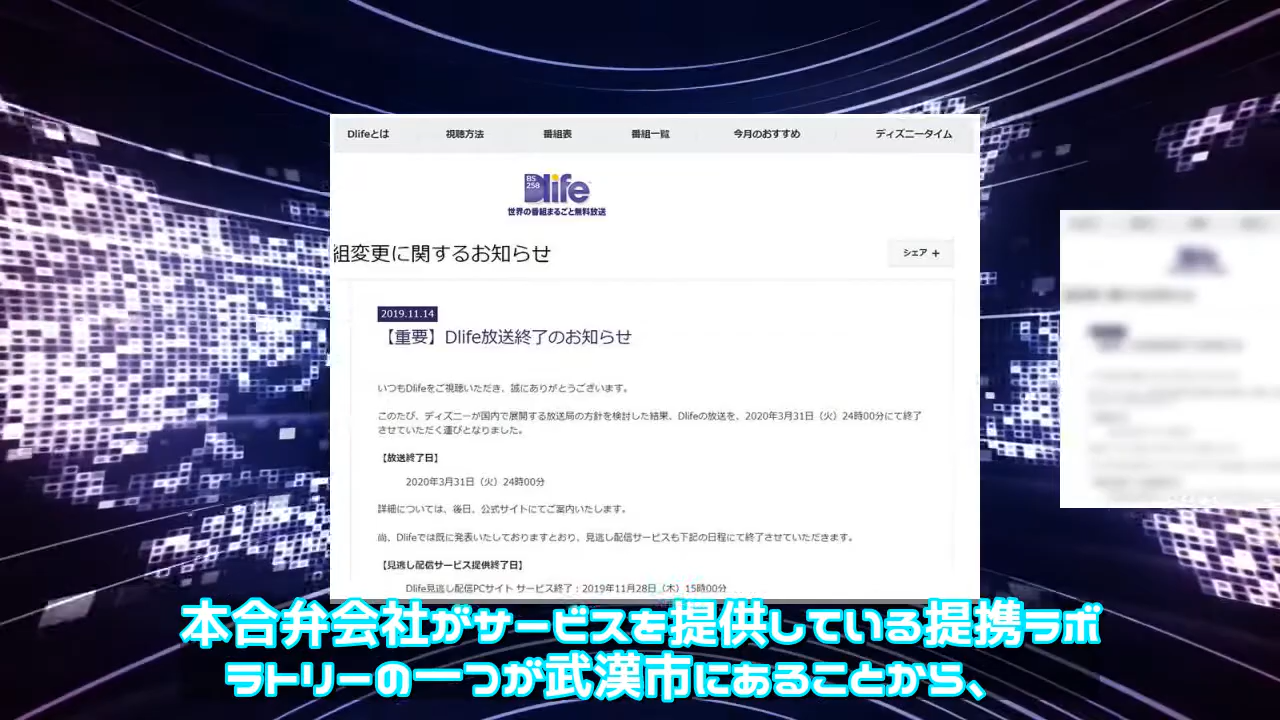 Dlifeとは 視聴方法 番組表 番組一覧 今月のおすすめ ディズニータイム
BS
258
Dlife
世界の番組まるごと無料放送
組変更に関するお知らせ
シェア +
2019.11.14
【重要】Dlife放送終了のお知らせ
いつもDlifeをご視聴いただき、誠にありがとうございます。
このたび、ディズニーが国内で展開する放送局の方針を検討した結果、Dlifeの放送を、2020年3月31日（火）24時00分にて終了
させていただく運びとなりました。
【放送終了日】
2020年3月31日（火）24時00分
詳細については、後日、公式サイトにてご案内いたします。
尚、Dlifeでは既に発表いたしておりますとおり、見逃し配信サービスも下記の日程にて終了させていただきます。
【見逃し配信サービス提供終了日】
Dlife見逃し配信PCサイト サービス終了：2019年11月28日（木）15時00分
本合弁会社がサービスを提供している提携ラボ
ラトリーの一つが武漢市にあることから、